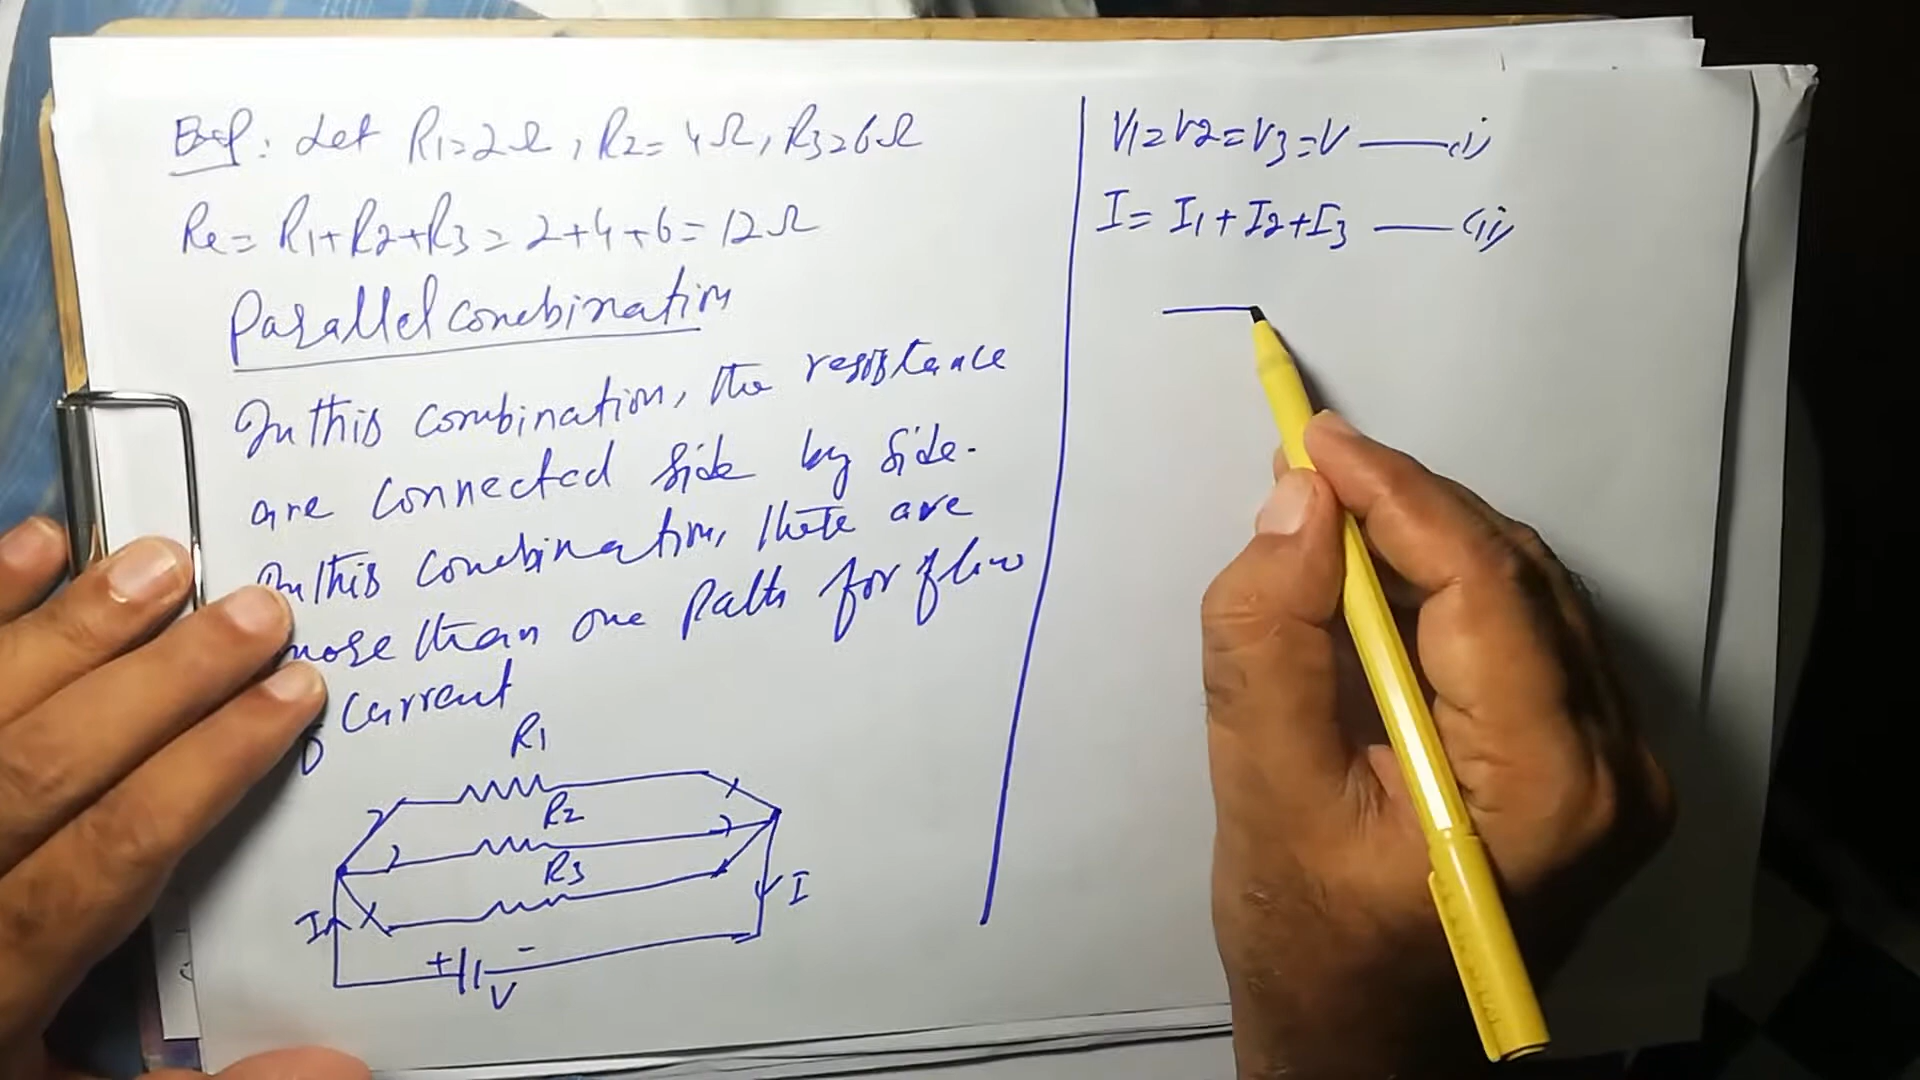 Exp: Let R1=2Ω, R2=4Ω, R3=6Ω
Re= R1+R2+R3= 2+4+6=12Ω
Parallel combination
In this combination, the resistance
are connected side by side.
In this combination, there are
more than one path for flow
of current
R1
R2
R3
I
I
+ -
V
V1=V2=V3=V —(i)
I= I1+I2+I3 —(ii)